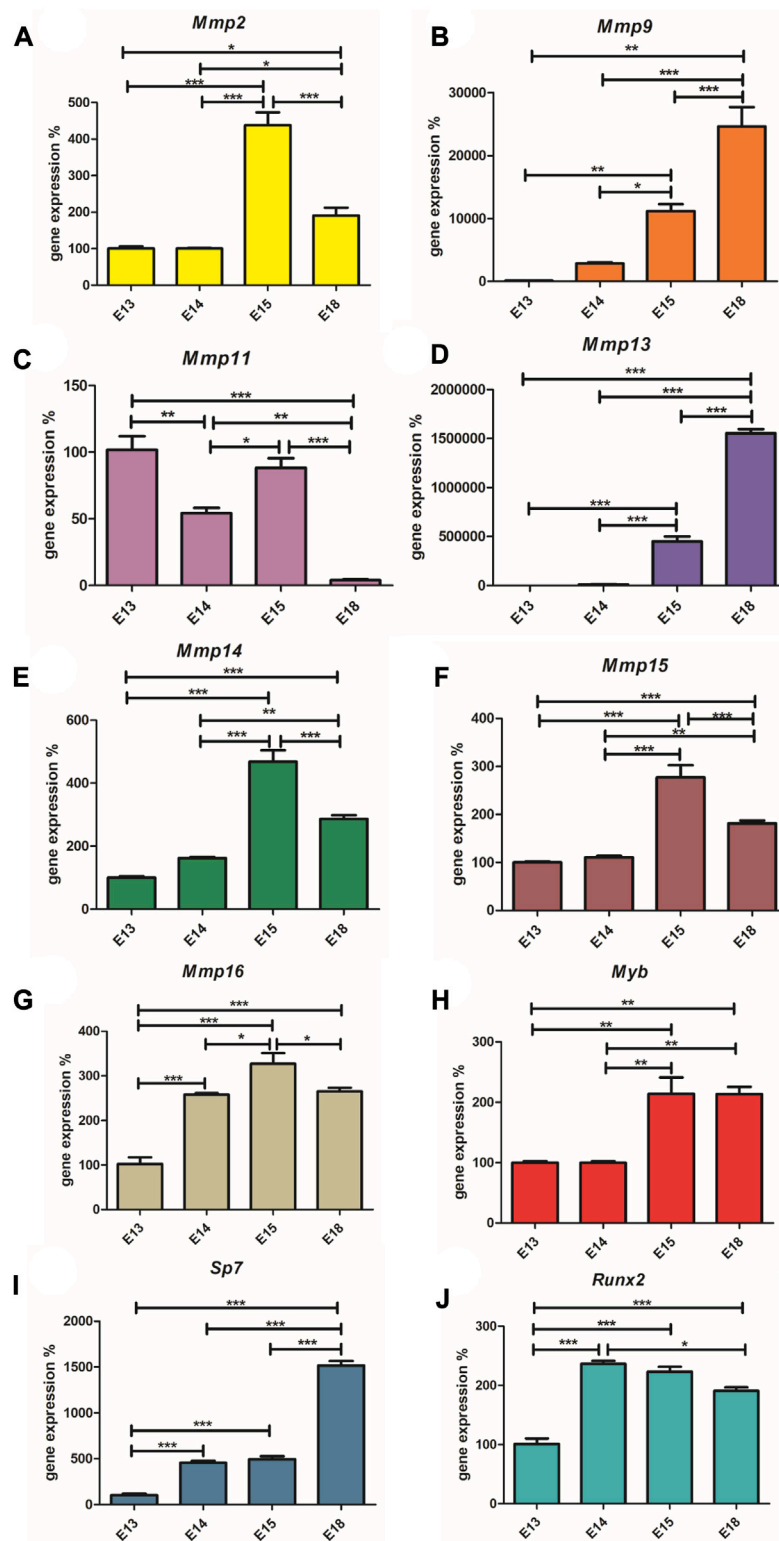 A
Mmp2
*
*
***
*** ***
gene expression %
500
400
300
200
100
0
E13
E14
E15
E18
B
Mmp9
**
***
***
**
*
gene expression %
30000
20000
10000
0
E13
E14
E15
E18
C
Mmp11
***
** **
* ***
gene expression %
150
100
50
0
E13
E14
E15
E18
D
Mmp13
***
***
***
***
***
gene expression %
2000000
1500000
1000000
500000
0
E13
E14
E15
E18
E
Mmp14
***
***
**
*** ***
gene expression %
600
400
200
0
E13
E14
E15
E18
F
Mmp15
***
*** ***
**
***
gene expression %
400
300
200
100
0
E13
E14
E15
E18
G
Mmp16
***
***
* *
***
gene expression %
400
300
200
100
0
E13
E14
E15
E18
H
Myb
**
**
**
**
gene expression %
300
200
100
0
E13
E14
E15
E18
I
Sp7
***
***
***
***
***
gene expression %
2000
1500
1000
500
0
E13
E14
E15
E18
J
Runx2
***
***
*** *
gene expression %
300
200
100
0
E13
E14
E15
E18